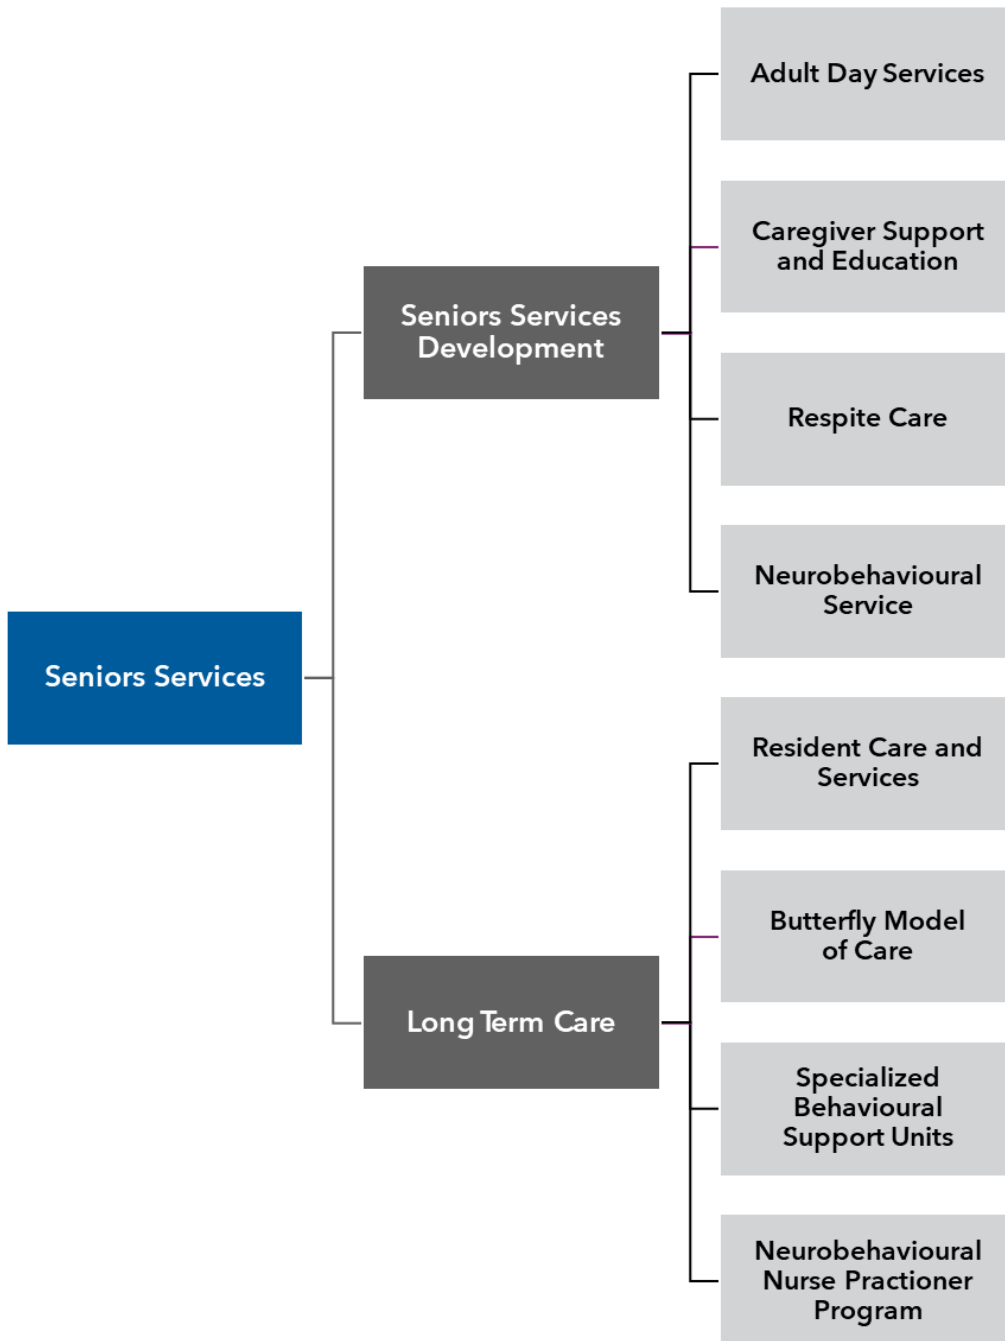 Adult Day Services
Caregiver Support
and Education
Seniors Services
Development
Respite Care
Neurobehavioural
Service
Seniors Services
Resident Care and
Services
Butterfly Model
of Care
Long Term Care
Specialized
Behavioural
Support Units
Neurobehavioural
Nurse Practioner
Program